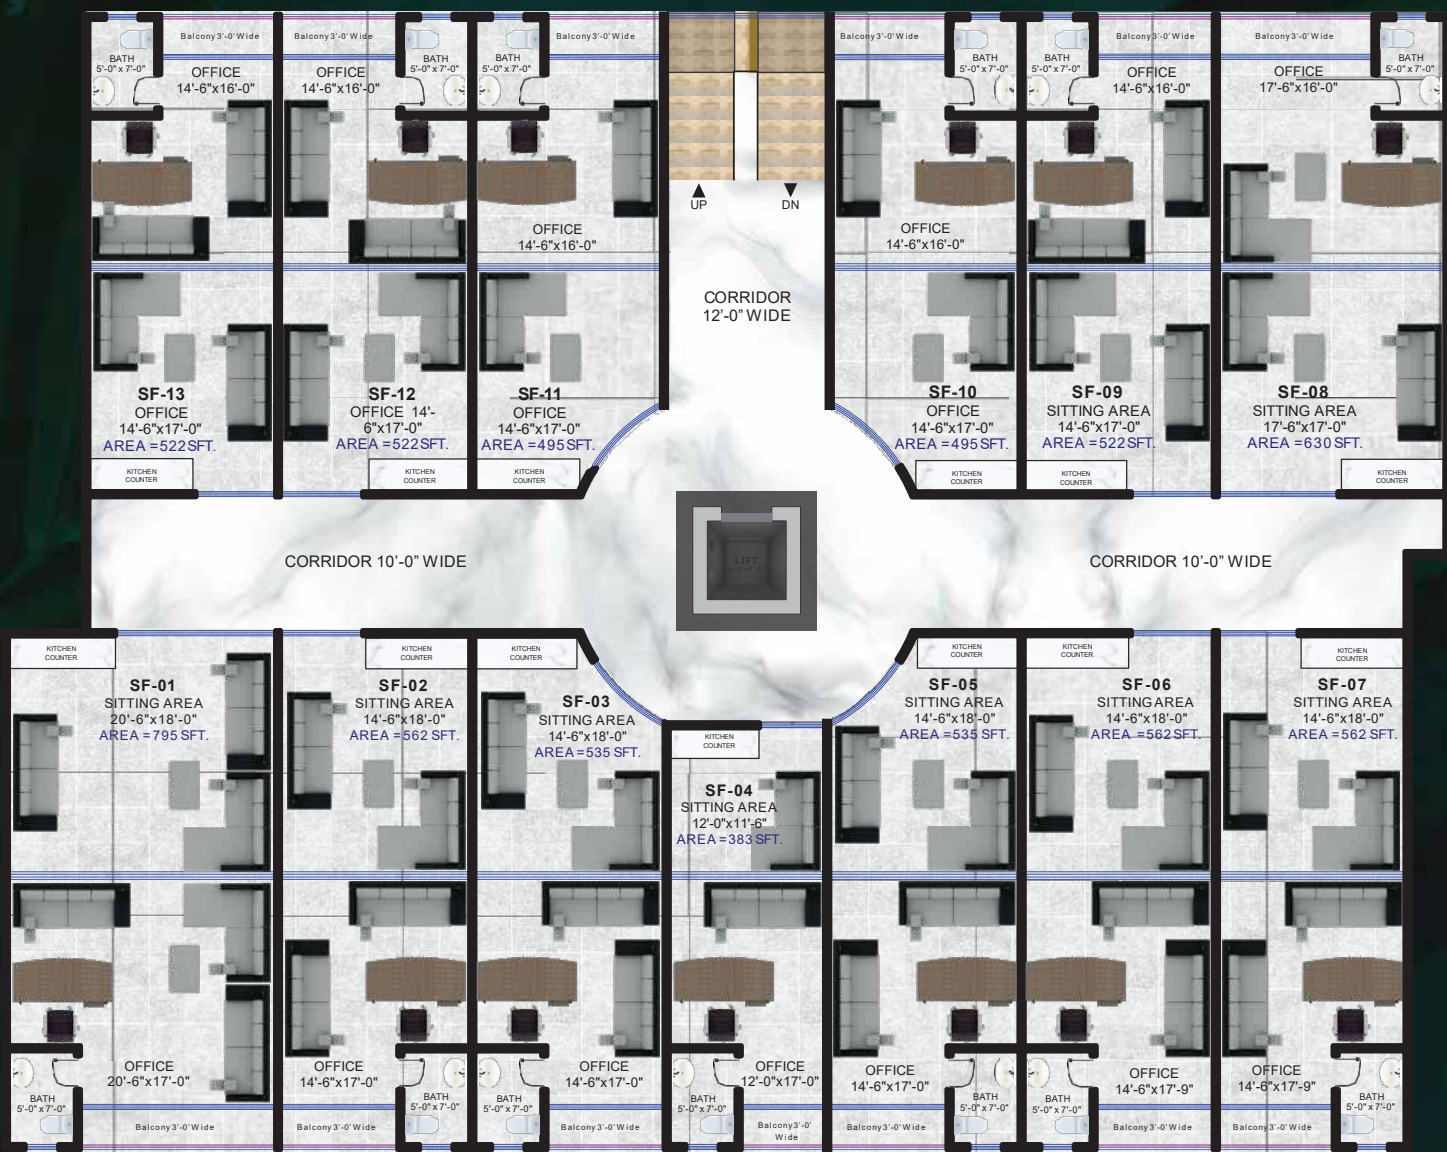 Balcony 3'-0" Wide
Balcony 3'-0" Wide
Balcony 3'-0" Wide
Balcony 3'-0" Wide
Balcony 3'-0" Wide
Balcony 3'-0" Wide
BATH
5'-0" x 7'-0"
OFFICE
14'-6"x16'-0"
OFFICE
14'-6"x16'-0"
BATH
5'-0" x 7'-0"
BATH
5'-0" x 7'-0"
BATH
5'-0" x 7'-0"
BATH
5'-0" x 7'-0"
OFFICE
14'-6"x16'-0"
OFFICE
17'-6"x16'-0"
BATH
5'-0" x 7'-0"
UP
DN
OFFICE
14'-6"x16'-0"
OFFICE
14'-6"x16'-0"
CORRIDOR
12'-0" WIDE
SF-13
OFFICE
14'-6"x17'-0"
AREA =522SFT.
SF-12
OFFICE 14'-
6"x17'-0"
AREA =522SFT.
SF-11
OFFICE
14'-6"x17'-0"
AREA =495SFT.
SF-10
OFFICE
14'-6"x17'-0"
AREA =495SFT.
SF-09
SITTING AREA
14'-6"x17'-0"
AREA =522SFT.
SF-08
SITTING AREA
17'-6"x17'-0"
AREA =630SFT.
KITCHEN
COUNTER
KITCHEN
COUNTER
KITCHEN
COUNTER
KITCHEN
COUNTER
KITCHEN
COUNTER
KITCHEN
COUNTER
CORRIDOR 10'-0" WIDE
LIFT
CORRIDOR 10'-0" WIDE
KITCHEN
COUNTER
KITCHEN
COUNTER
KITCHEN
COUNTER
KITCHEN
COUNTER
KITCHEN
COUNTER
KITCHEN
COUNTER
SF-01
SITTING AREA
20'-6"x18'-0"
AREA =795 SFT.
SF-02
SITTING AREA
14'-6"x18'-0"
AREA =562 SFT.
SF-03
SITTING AREA
14'-6"x18'-0"
AREA =535 SFT.
KITCHEN
COUNTER
SF-04
SITTING AREA
12'-0"x11'-6"
AREA =383 SFT.
SF-05
SITTING AREA
14'-6"x18'-0"
AREA =535 SFT.
SF-06
SITTING AREA
14'-6"x18'-0"
AREA =562SFT.
SF-07
SITTING AREA
14'-6"x18'-0"
AREA =562 SFT.
OFFICE
20'-6"x17'-0"
OFFICE
14'-6"x17'-0"
OFFICE
14'-6"x17'-0"
OFFICE
12'-0"x17'-0"
OFFICE
14'-6"x17'-0"
OFFICE
14'-6"x17'-9"
OFFICE
14'-6"x17'-9"
BATH
5'-0" x 7'-0"
BATH
5'-0" x 7'-0"
BATH
5'-0" x 7'-0"
BATH
5'-0" x 7'-0"
BATH
5'-0" x 7'-0"
BATH
5'-0" x 7'-0"
BATH
5'-0" x 7'-0"
Balcony 3'-0' Wide
Balcony 3'-0' Wide
Balcony 3'-0' Wide
Balcony 3'-0'
Wide
Balcony 3'-0' Wide
Balcony 3'-0' Wide
Balcony 3'-0' Wide